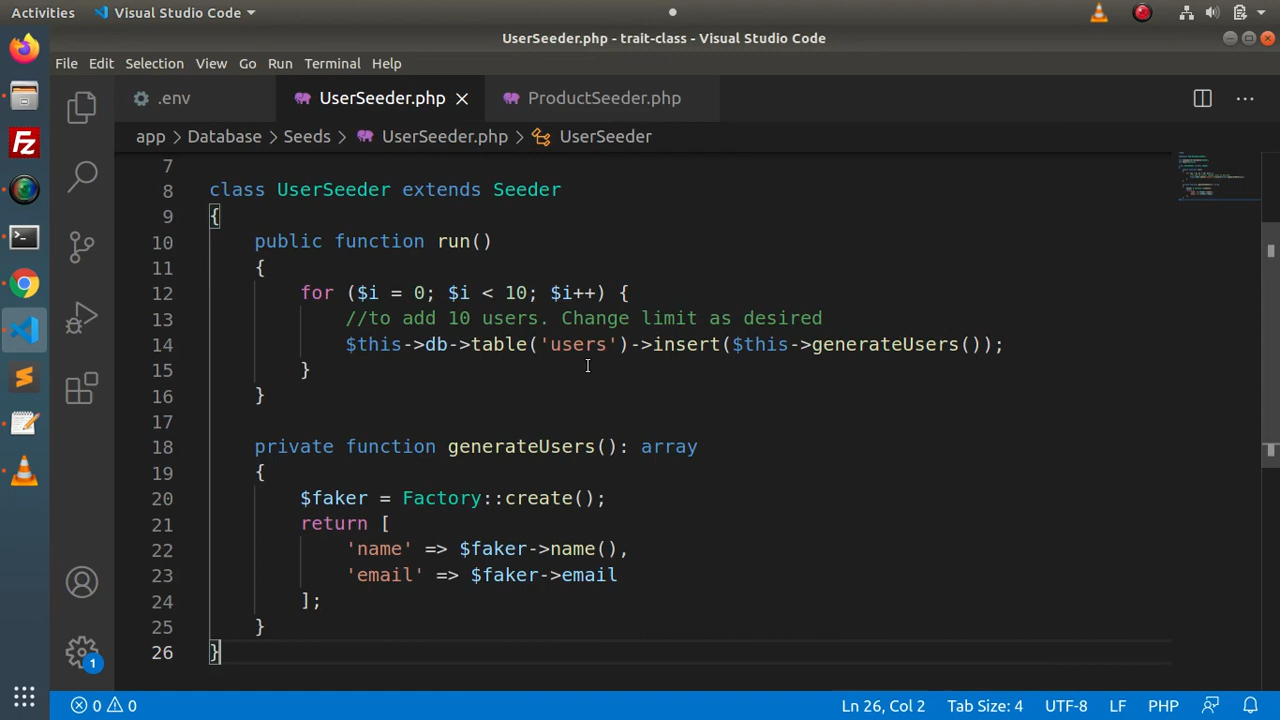 Activities Visual Studio Code
UserSeeder.php - trait-class - Visual Studio Code
File Edit Selection View Go Run Terminal Help
.env UserSeeder.php ProductSeeder.php
app > Database > Seeds > UserSeeder.php > UserSeeder
7
8 class UserSeeder extends Seeder
9 {
10 public function run()
11 {
12 for ($i = 0; $i < 10; $i++) {
13 //to add 10 users. Change limit as desired
14 $this->db->table('users')->insert($this->generateUsers());
15 }
16 }
17
18 private function generateUsers(): array
19 {
20 $faker = Factory::create();
21 return [
22 'name' => $faker->name(),
23 'email' => $faker->email
24 ];
25 }
26 }
1
0 0 Ln 26, Col 2 Tab Size: 4 UTF-8 LF PHP